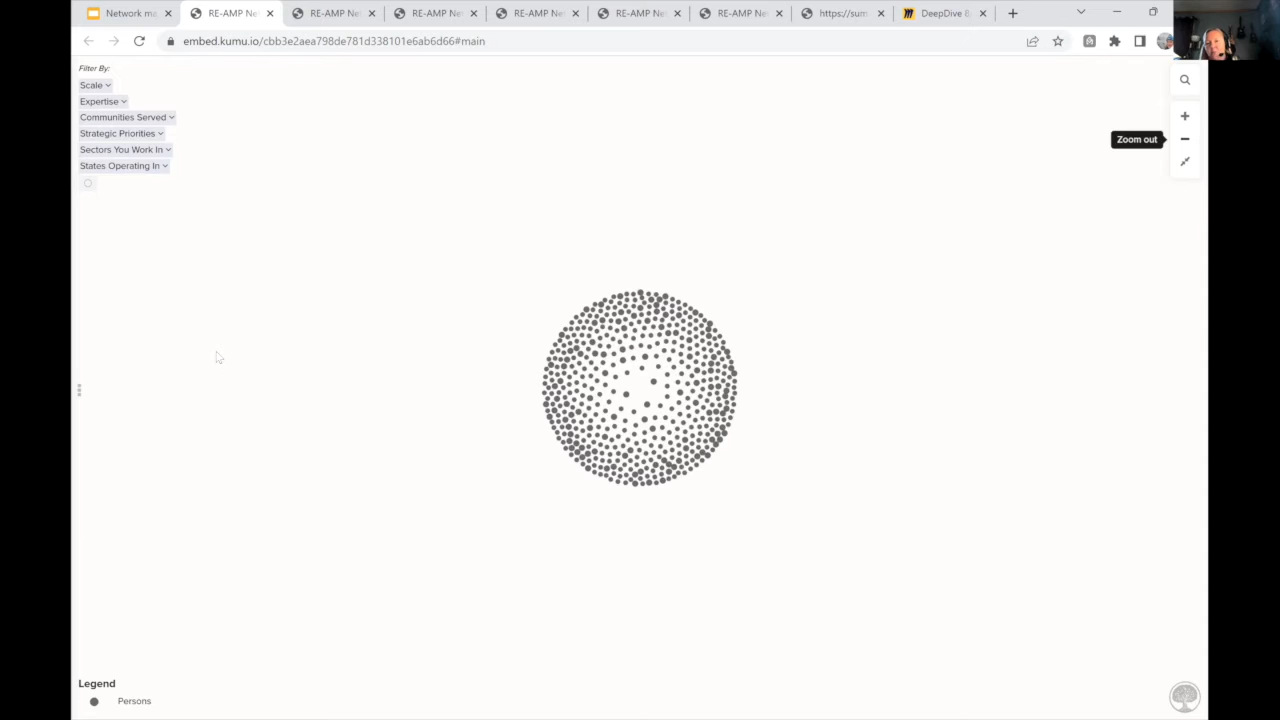 Network ma
RE-AMP Ne
RE-AMP Ne
RE-AMP Ne
RE-AMP Ne
RE-AMP Ne
RE-AMP Ne
https://sum
DeepDive 8
embed.kumu.io/cbb3e2aea798de781d338101e6ab6d66#main
Filter By:
Scale
Expertise
Communities Served
Strategic Priorities
Sectors You Work In
States Operating In
Zoom out
Legend
Persons